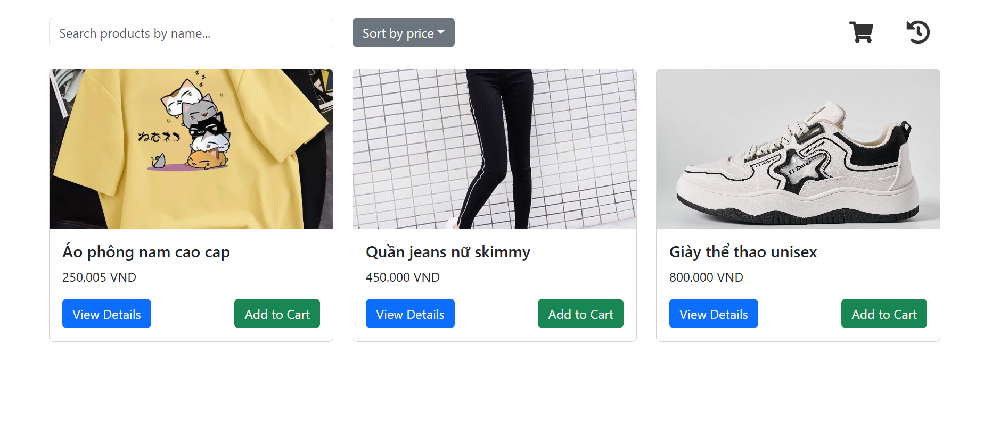 Search products by name...
Sort by price
z z z
ねむネコ
F1 Enter
Áo phông nam cao cap
250.005 VND
View Details
Add to Cart
Quần jeans nữ skimmy
450.000 VND
View Details
Add to Cart
Giày thể thao unisex
800.000 VND
View Details
Add to Cart